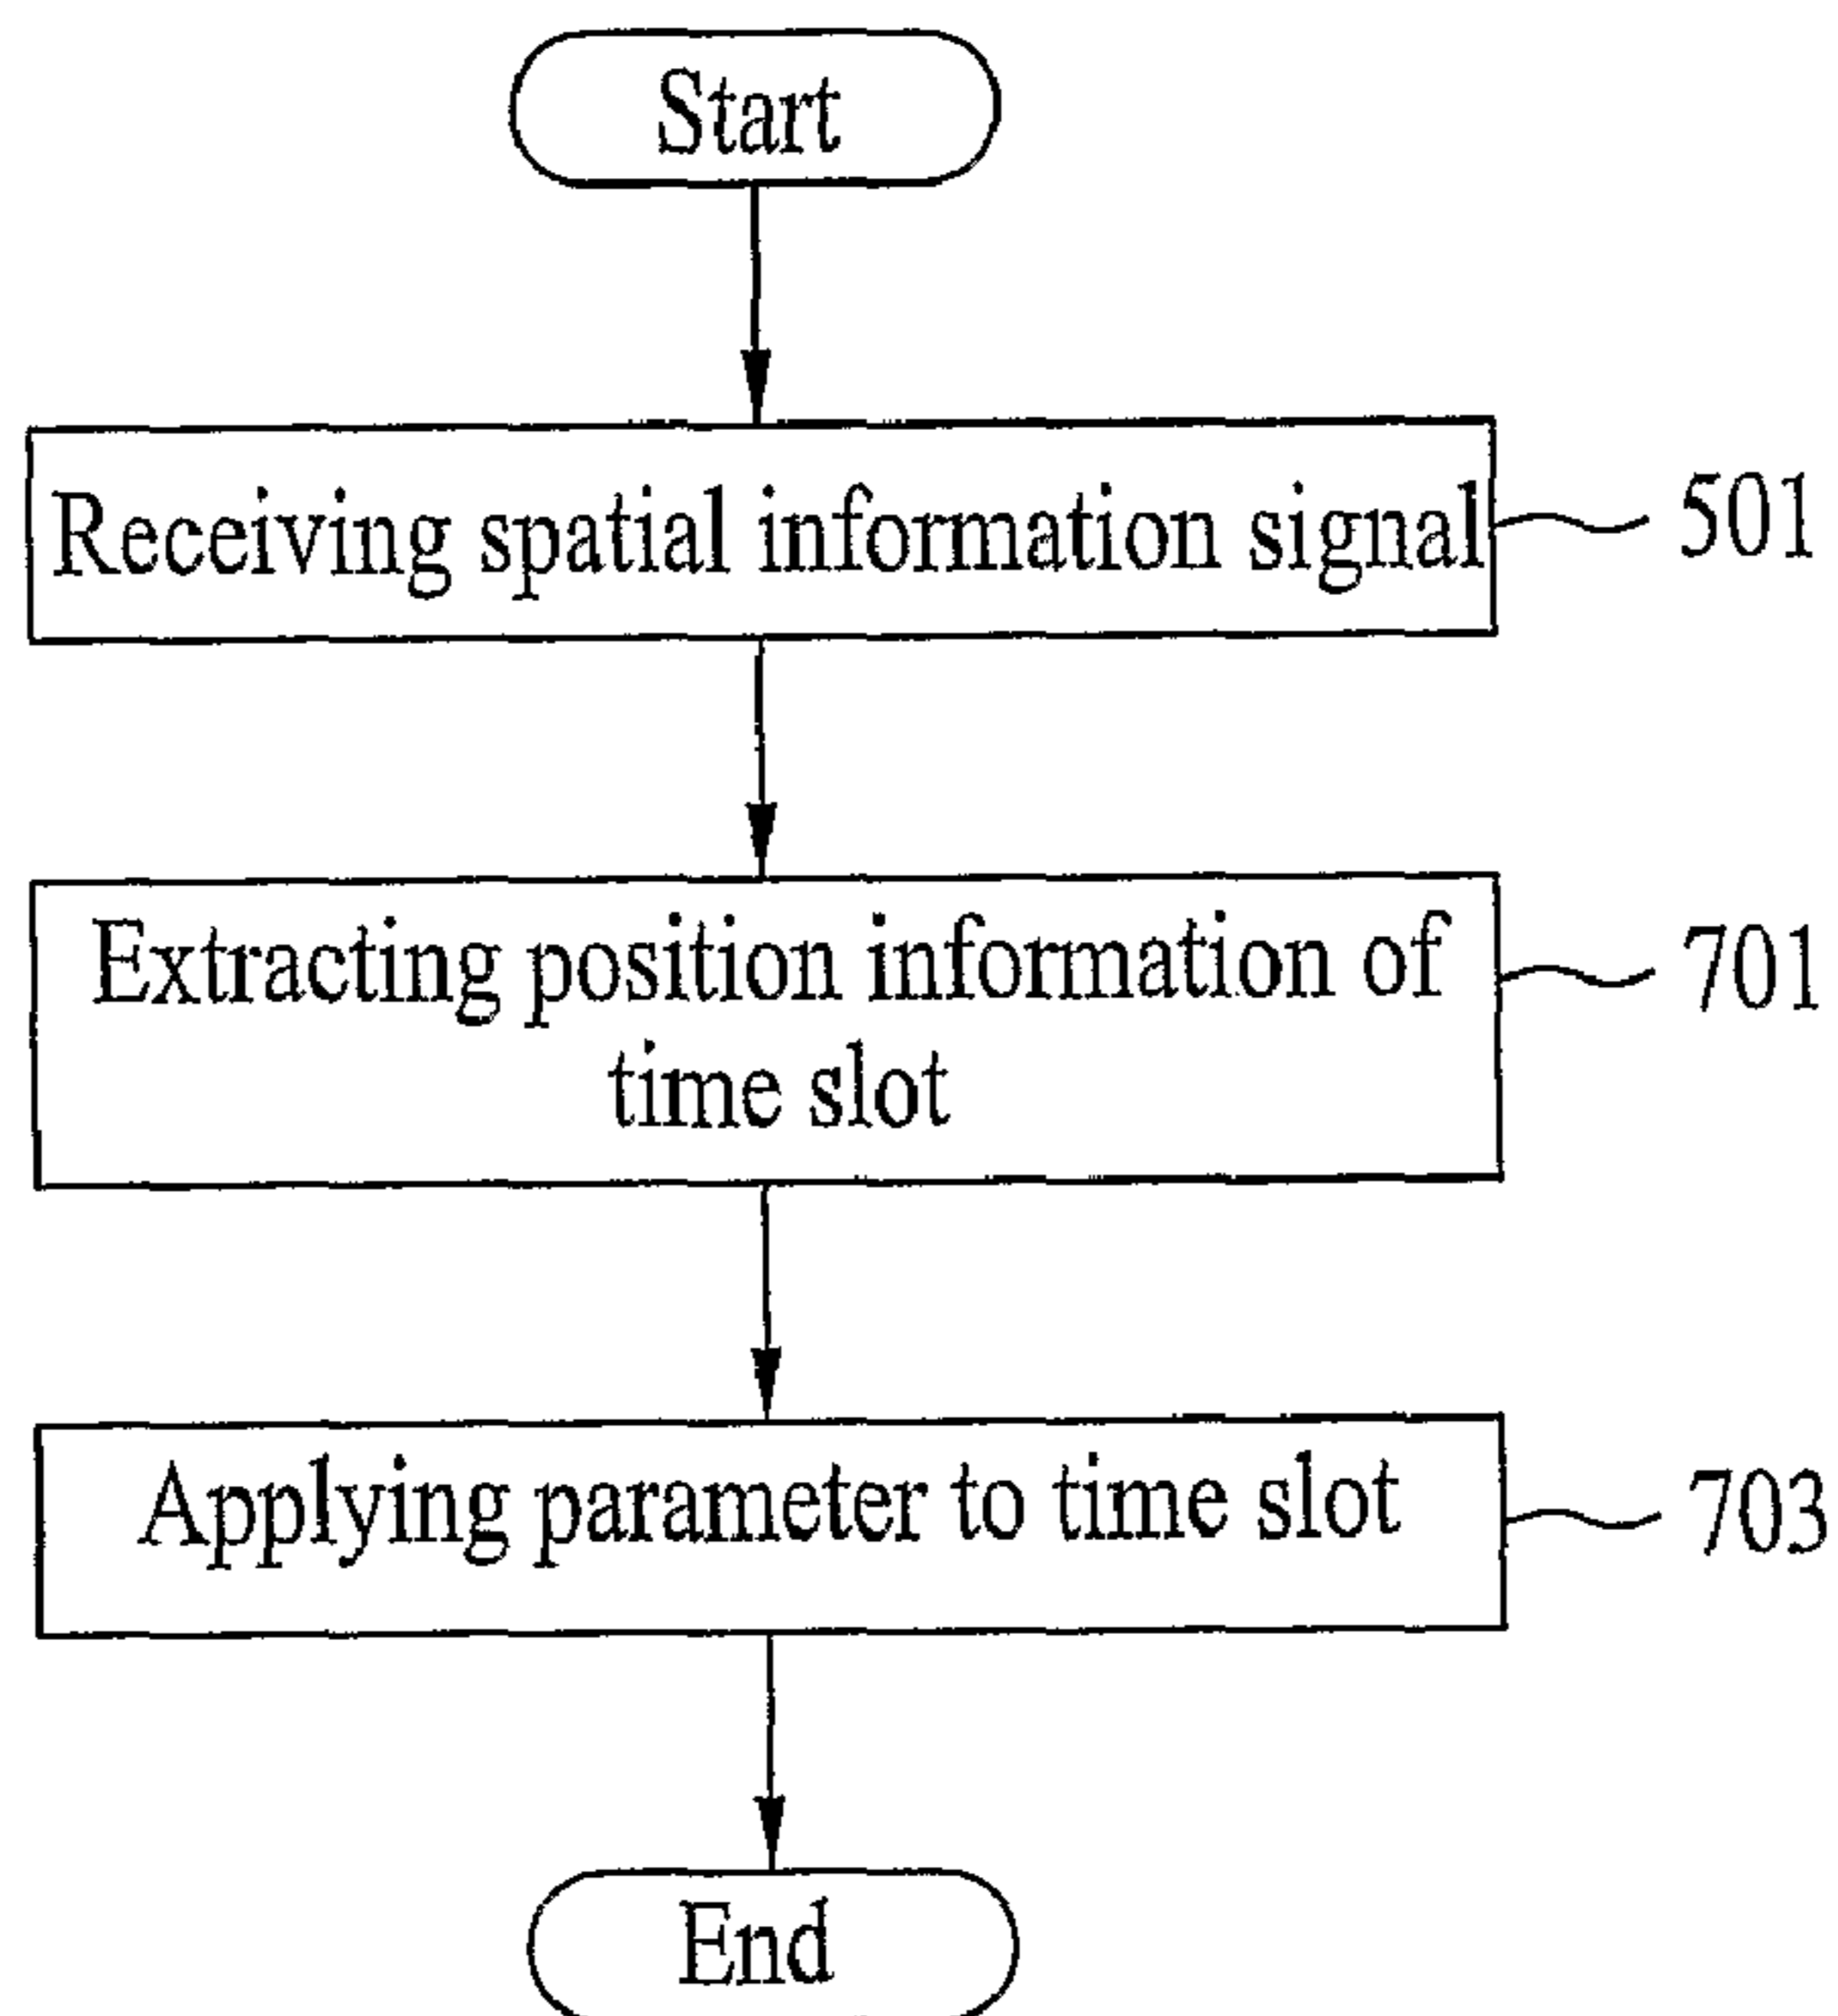 Start
Receiving spatial information signal
501
Extracting position information of
time slot
701
Applying parameter to time slot
703
End